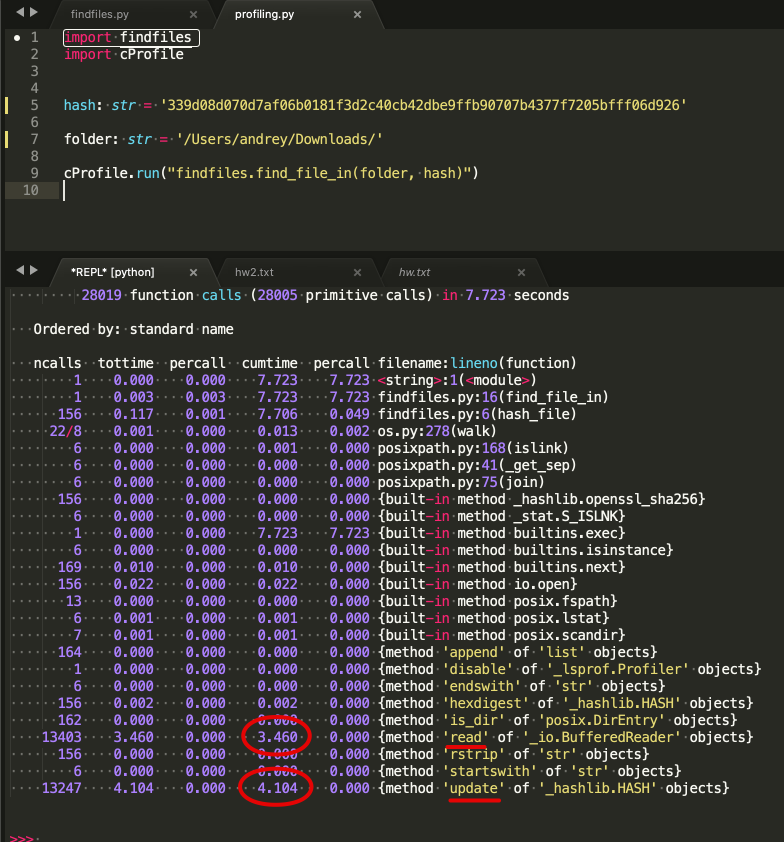 findfiles.py × profiling.py ×
1 import findfiles
2 import cProfile
3
4
5 hash: str = '339d08d070d7af06b0181f3d2c40cb42dbe9ffb90707b4377f7205bfff06d926'
6
7 folder: str = '/Users/andrey/Downloads/'
8
9 cProfile.run("findfiles.find_file_in(folder, hash)")
10
*REPL* [python] × hw2.txt × hw.txt ×
28019 function calls (28005 primitive calls) in 7.723 seconds
Ordered by: standard name
ncalls tottime percall cumtime percall filename:lineno(function)
1 0.000 0.000 7.723 7.723 <string>:1(<module>)
1 0.003 0.003 7.723 7.723 findfiles.py:16(find_file_in)
156 0.117 0.001 7.706 0.049 findfiles.py:6(hash_file)
22/8 0.001 0.000 0.013 0.002 os.py:278(walk)
6 0.000 0.000 0.001 0.000 posixpath.py:168(islink)
6 0.000 0.000 0.000 0.000 posixpath.py:41(_get_sep)
6 0.000 0.000 0.000 0.000 posixpath.py:75(join)
156 0.000 0.000 0.000 0.000 {built-in method _hashlib.openssl_sha256}
6 0.000 0.000 0.000 0.000 {built-in method _stat.S_ISLNK}
1 0.000 0.000 7.723 7.723 {built-in method builtins.exec}
6 0.000 0.000 0.000 0.000 {built-in method builtins.isinstance}
169 0.010 0.000 0.010 0.000 {built-in method builtins.next}
156 0.022 0.000 0.022 0.000 {built-in method io.open}
13 0.000 0.000 0.000 0.000 {built-in method posix.fspath}
6 0.001 0.000 0.001 0.000 {built-in method posix.lstat}
7 0.001 0.000 0.001 0.000 {built-in method posix.scandir}
164 0.000 0.000 0.000 0.000 {method 'append' of 'list' objects}
1 0.000 0.000 0.000 0.000 {method 'disable' of '_lsprof.Profiler' objects}
6 0.000 0.000 0.000 0.000 {method 'endswith' of 'str' objects}
156 0.002 0.000 0.002 0.000 {method 'hexdigest' of '_hashlib.HASH' objects}
162 0.000 0.000 0.000 0.000 {method 'is_dir' of 'posix.DirEntry' objects}
13403 3.460 0.000 3.460 0.000 {method 'read' of '_io.BufferedReader' objects}
156 0.000 0.000 0.000 0.000 {method 'rstrip' of 'str' objects}
6 0.000 0.000 0.000 0.000 {method 'startswith' of 'str' objects}
13247 4.104 0.000 4.104 0.000 {method 'update' of '_hashlib.HASH' objects}
>>>